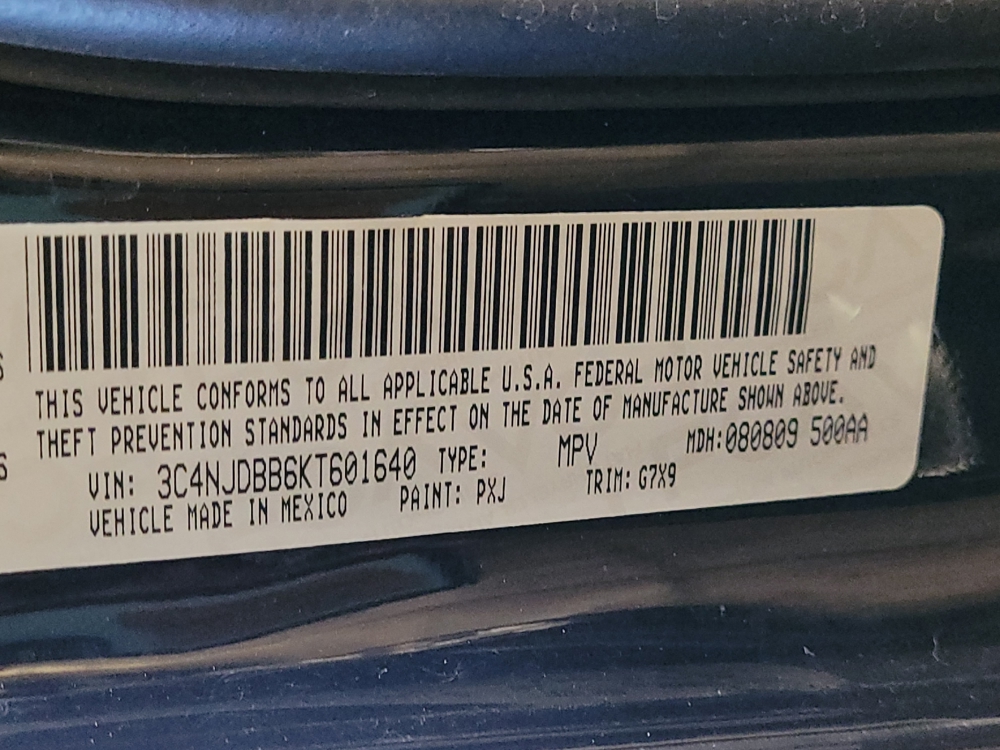 THIS VEHICLE CONFORMS TO ALL APPLICABLE U.S.A. FEDERAL MOTOR VEHICLE SAFETY AND
THEFT PREVENTION STANDARDS IN EFFECT ON THE DATE OF MANUFACTURE SHOWN ABOVE.
VIN: 3C4NJDBB6KT601640 TYPE: MPV MDH:080809 500AA
VEHICLE MADE IN MEXICO PAINT: PXJ TRIM: G7X9